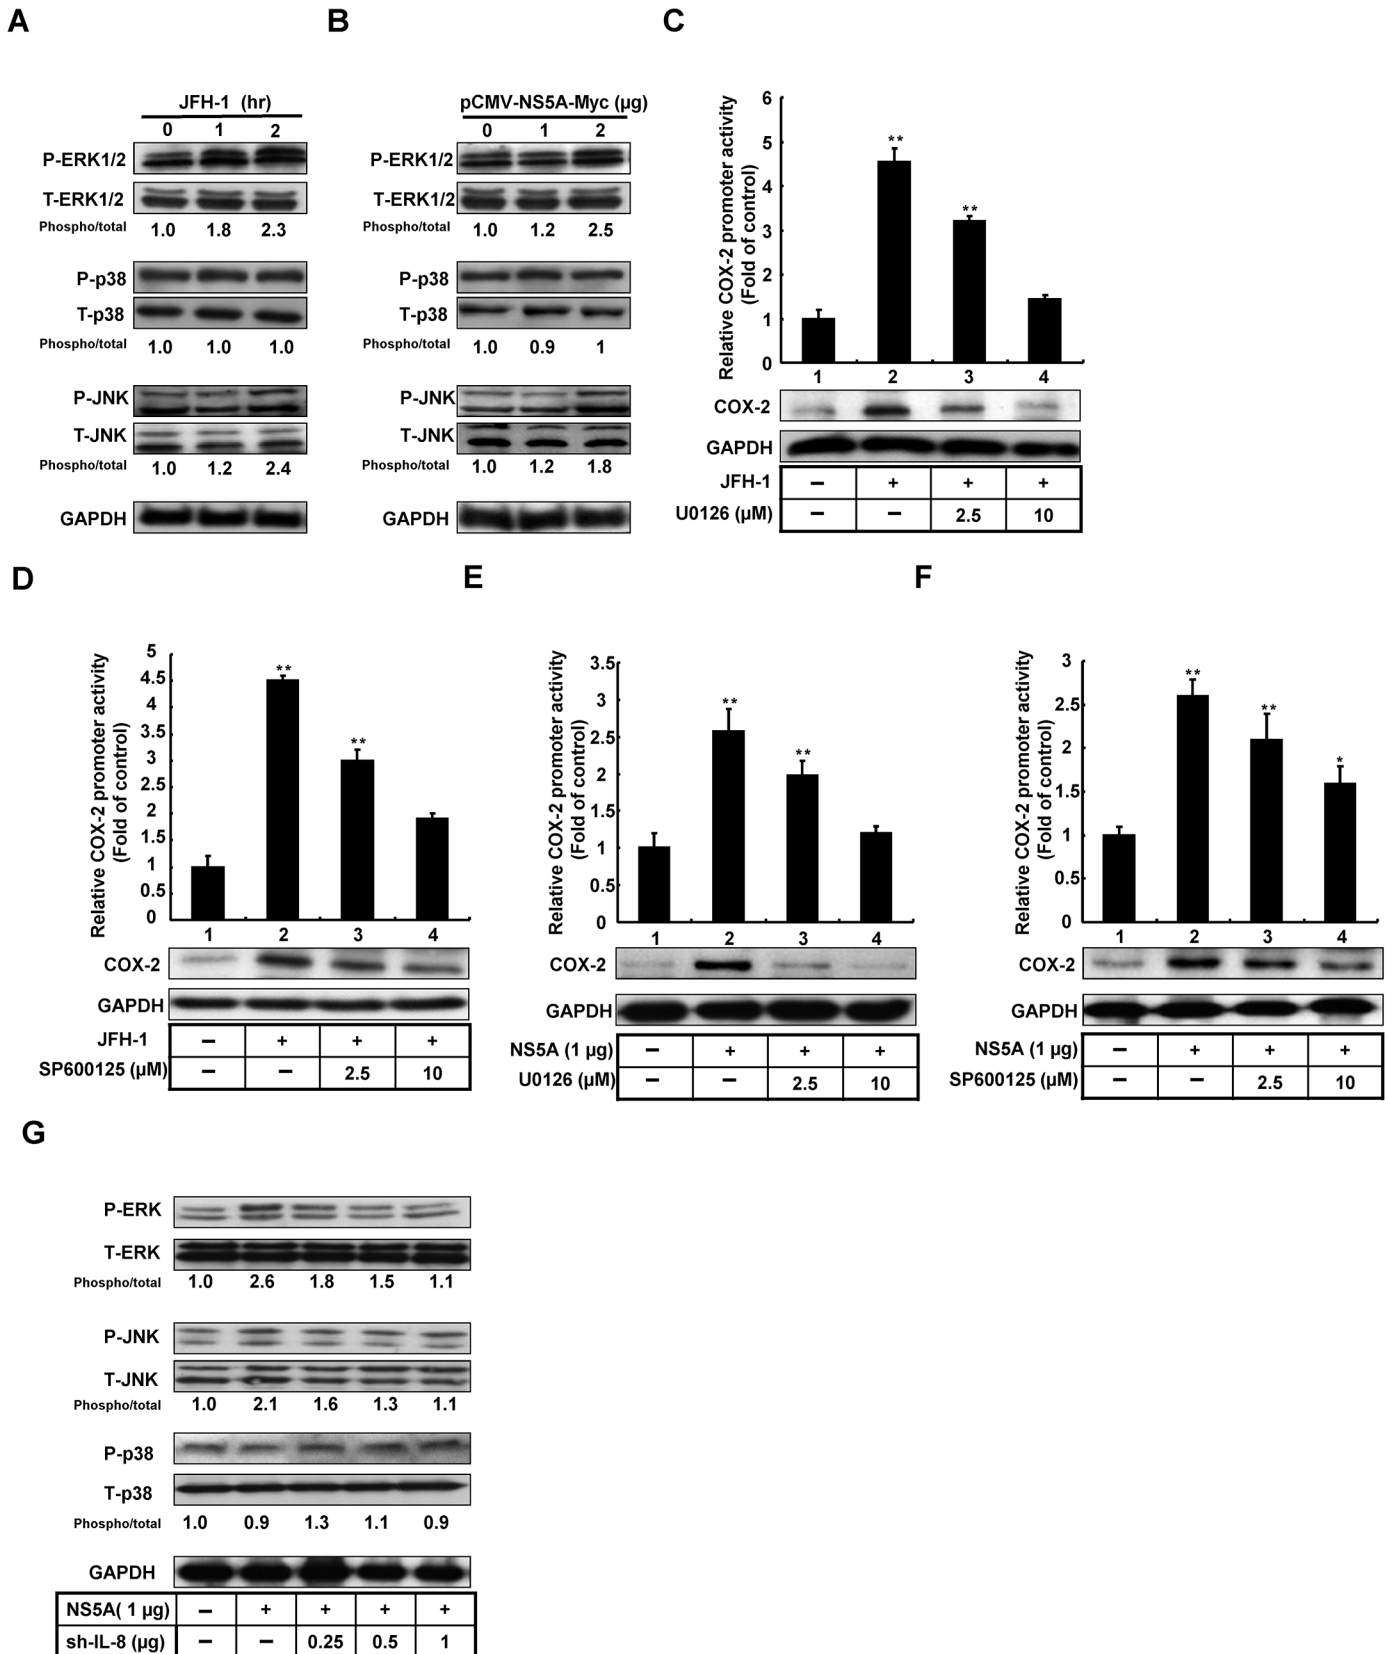 A
JFH-1 (hr)
0 1 2
P-ERK1/2
T-ERK1/2
Phospho/total 1.0 1.8 2.3
P-p38
T-p38
Phospho/total 1.0 1.0 1.0
P-JNK
T-JNK
Phospho/total 1.0 1.2 2.4
GAPDH
B
pCMV-NS5A-Myc (µg)
0 1 2
P-ERK1/2
T-ERK1/2
Phospho/total 1.0 1.2 2.5
P-p38
T-p38
Phospho/total 1.0 0.9 1
P-JNK
T-JNK
Phospho/total 1.0 1.2 1.8
GAPDH
C
Relative COX-2 promoter activity
(Fold of control)
6
5
4
3
2
1
0
** **
1 2 3 4
COX-2
GAPDH
JFH-1 – + + +
U0126 (µM) – – 2.5 10
D
Relative COX-2 promoter activity
(Fold of control)
5
4.5
4
3.5
3
2.5
2
1.5
1
0.5
0
** **
1 2 3 4
COX-2
GAPDH
JFH-1 – + + +
SP600125 (µM) – – 2.5 10
E
Relative COX-2 promoter activity
(Fold of control)
3.5
3
2.5
2
1.5
1
0.5
0
** **
1 2 3 4
COX-2
GAPDH
NS5A (1 µg) – + + +
U0126 (µM) – – 2.5 10
F
Relative COX-2 promoter activity
(Fold of control)
3
2.5
2
1.5
1
0.5
0
** ** *
1 2 3 4
COX-2
GAPDH
NS5A (1 µg) – + + +
SP600125 (µM) – – 2.5 10
G
P-ERK
T-ERK
Phospho/total 1.0 2.6 1.8 1.5 1.1
P-JNK
T-JNK
Phospho/total 1.0 2.1 1.6 1.3 1.1
P-p38
T-p38
Phospho/total 1.0 0.9 1.3 1.1 0.9
GAPDH
NS5A( 1 µg) – + + + +
sh-IL-8 (µg) – – 0.25 0.5 1